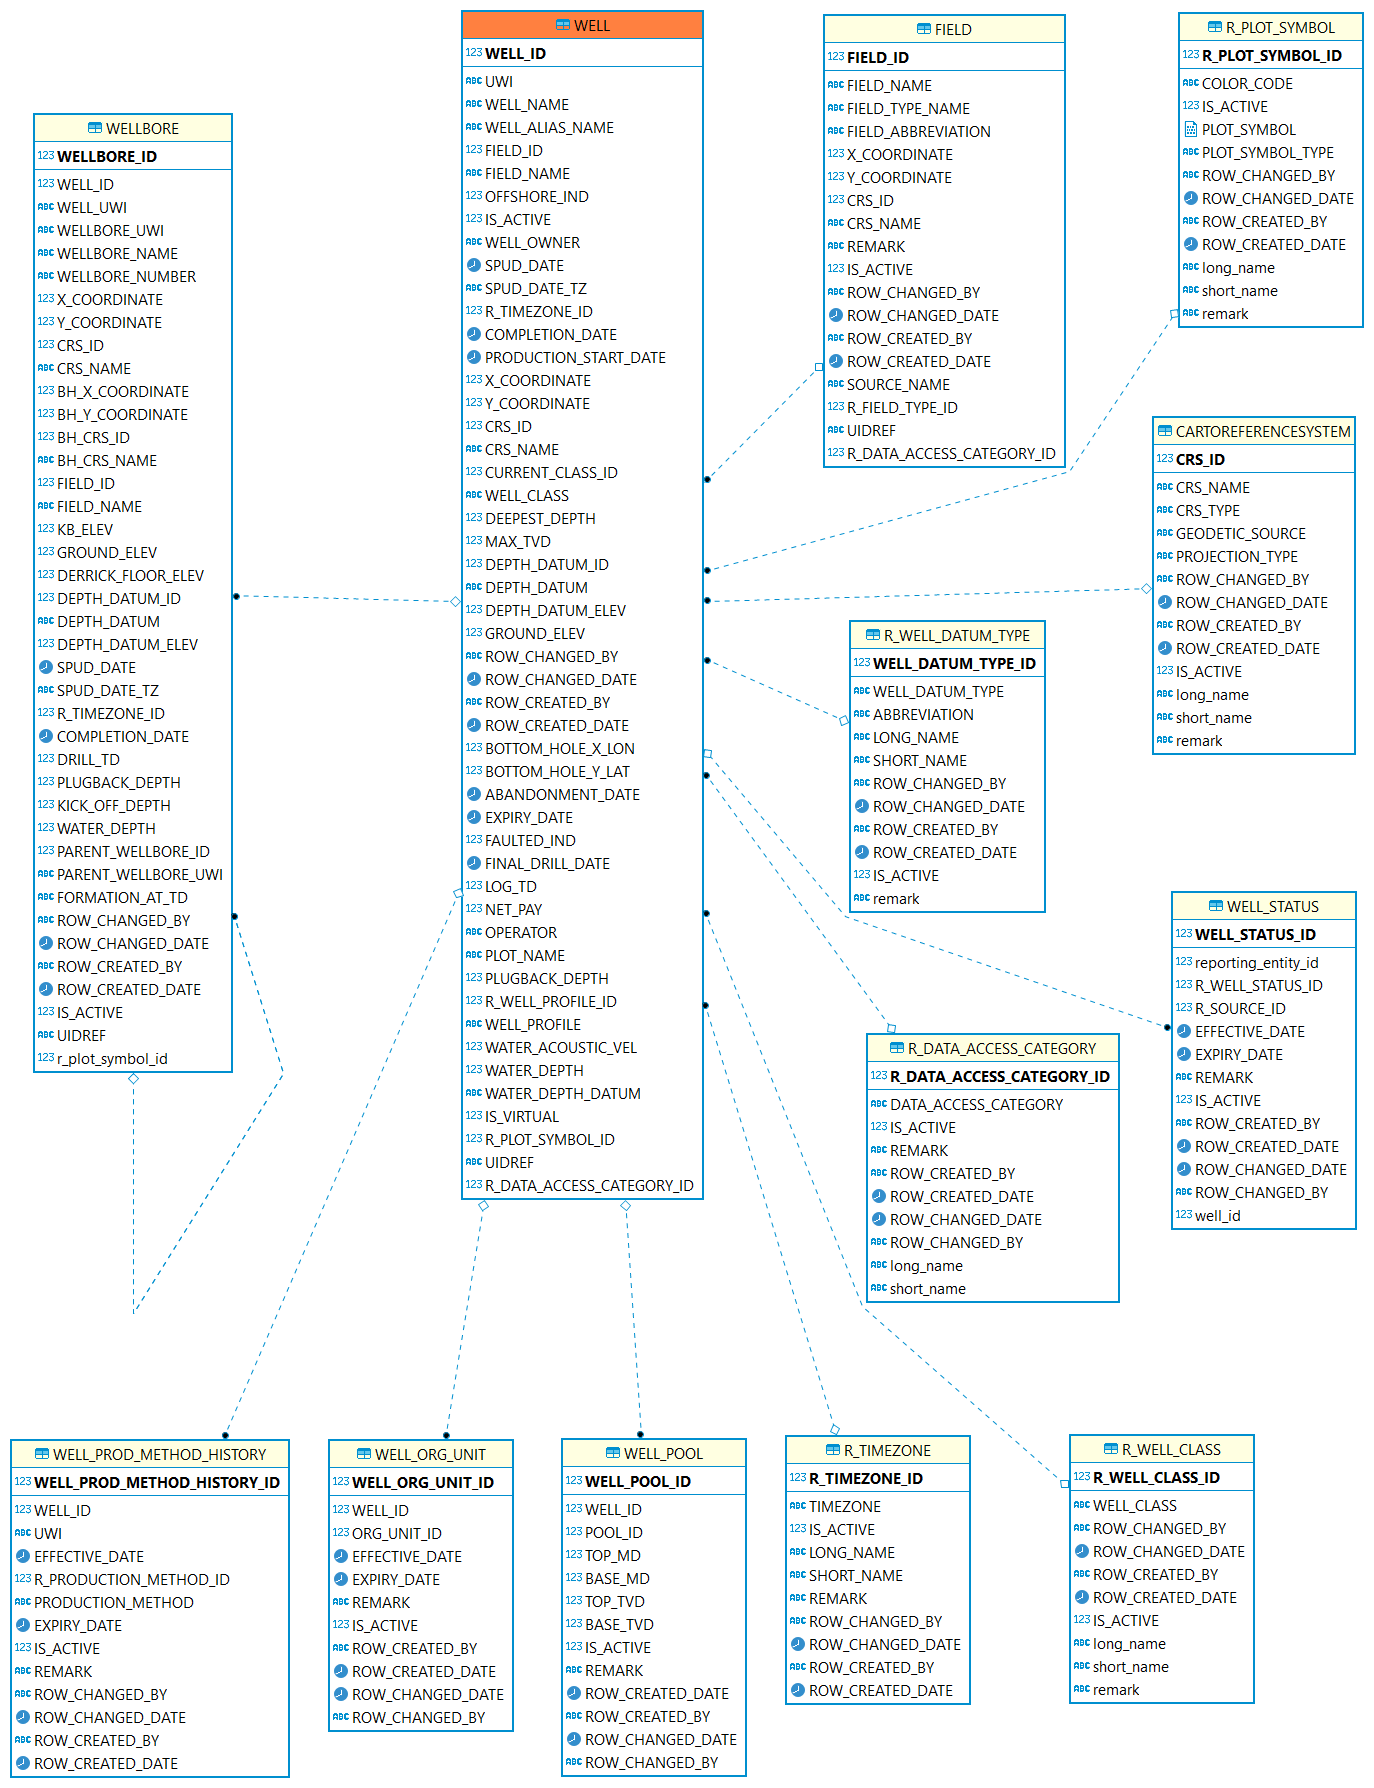 WELL
123 WELL_ID
ABC UWI
ABC WELL_NAME
ABC WELL_ALIAS_NAME
123 FIELD_ID
ABC FIELD_NAME
123 OFFSHORE_IND
123 IS_ACTIVE
ABC WELL_OWNER
SPUD_DATE
ABC SPUD_DATE_TZ
123 R_TIMEZONE_ID
COMPLETION_DATE
PRODUCTION_START_DATE
123 X_COORDINATE
123 Y_COORDINATE
123 CRS_ID
ABC CRS_NAME
123 CURRENT_CLASS_ID
ABC WELL_CLASS
123 DEEPEST_DEPTH
123 MAX_TVD
123 DEPTH_DATUM_ID
ABC DEPTH_DATUM
123 DEPTH_DATUM_ELEV
123 GROUND_ELEV
ABC ROW_CHANGED_BY
ROW_CHANGED_DATE
ABC ROW_CREATED_BY
ROW_CREATED_DATE
123 BOTTOM_HOLE_X_LON
123 BOTTOM_HOLE_Y_LAT
ABANDONMENT_DATE
EXPIRY_DATE
123 FAULTED_IND
FINAL_DRILL_DATE
123 LOG_TD
123 NET_PAY
ABC OPERATOR
ABC PLOT_NAME
123 PLUGBACK_DEPTH
123 R_WELL_PROFILE_ID
ABC WELL_PROFILE
123 WATER_ACOUSTIC_VEL
123 WATER_DEPTH
ABC WATER_DEPTH_DATUM
123 IS_VIRTUAL
123 R_PLOT_SYMBOL_ID
ABC UIDREF
123 R_DATA_ACCESS_CATEGORY_ID
FIELD
123 FIELD_ID
ABC FIELD_NAME
ABC FIELD_TYPE_NAME
ABC FIELD_ABBREVIATION
123 X_COORDINATE
123 Y_COORDINATE
123 CRS_ID
ABC CRS_NAME
ABC REMARK
123 IS_ACTIVE
ABC ROW_CHANGED_BY
ROW_CHANGED_DATE
ABC ROW_CREATED_BY
ROW_CREATED_DATE
ABC SOURCE_NAME
123 R_FIELD_TYPE_ID
ABC UIDREF
123 R_DATA_ACCESS_CATEGORY_ID
R_PLOT_SYMBOL
123 R_PLOT_SYMBOL_ID
ABC COLOR_CODE
123 IS_ACTIVE
PLOT_SYMBOL
ABC PLOT_SYMBOL_TYPE
ABC ROW_CHANGED_BY
ROW_CHANGED_DATE
ABC ROW_CREATED_BY
ROW_CREATED_DATE
ABC long_name
ABC short_name
ABC remark
WELLBORE
123 WELLBORE_ID
123 WELL_ID
ABC WELL_UWI
ABC WELLBORE_UWI
ABC WELLBORE_NAME
ABC WELLBORE_NUMBER
123 X_COORDINATE
123 Y_COORDINATE
123 CRS_ID
ABC CRS_NAME
123 BH_X_COORDINATE
123 BH_Y_COORDINATE
123 BH_CRS_ID
ABC BH_CRS_NAME
123 FIELD_ID
ABC FIELD_NAME
123 KB_ELEV
123 GROUND_ELEV
123 DERRICK_FLOOR_ELEV
123 DEPTH_DATUM_ID
ABC DEPTH_DATUM
123 DEPTH_DATUM_ELEV
SPUD_DATE
ABC SPUD_DATE_TZ
123 R_TIMEZONE_ID
COMPLETION_DATE
123 DRILL_TD
123 PLUGBACK_DEPTH
123 KICK_OFF_DEPTH
123 WATER_DEPTH
123 PARENT_WELLBORE_ID
ABC PARENT_WELLBORE_UWI
ABC FORMATION_AT_TD
ABC ROW_CHANGED_BY
ROW_CHANGED_DATE
ABC ROW_CREATED_BY
ROW_CREATED_DATE
123 IS_ACTIVE
ABC UIDREF
123 r_plot_symbol_id
CARTOREFERENCESYSTEM
123 CRS_ID
ABC CRS_NAME
ABC CRS_TYPE
ABC GEODETIC_SOURCE
ABC PROJECTION_TYPE
ABC ROW_CHANGED_BY
ROW_CHANGED_DATE
ABC ROW_CREATED_BY
ROW_CREATED_DATE
123 IS_ACTIVE
ABC long_name
ABC short_name
ABC remark
R_WELL_DATUM_TYPE
123 WELL_DATUM_TYPE_ID
ABC WELL_DATUM_TYPE
ABC ABBREVIATION
ABC LONG_NAME
ABC SHORT_NAME
ABC ROW_CHANGED_BY
ROW_CHANGED_DATE
ABC ROW_CREATED_BY
ROW_CREATED_DATE
123 IS_ACTIVE
ABC remark
WELL_STATUS
123 WELL_STATUS_ID
123 reporting_entity_id
123 R_WELL_STATUS_ID
123 R_SOURCE_ID
EFFECTIVE_DATE
EXPIRY_DATE
ABC REMARK
123 IS_ACTIVE
ABC ROW_CREATED_BY
ROW_CREATED_DATE
ROW_CHANGED_DATE
ABC ROW_CHANGED_BY
123 well_id
R_DATA_ACCESS_CATEGORY
123 R_DATA_ACCESS_CATEGORY_ID
ABC DATA_ACCESS_CATEGORY
123 IS_ACTIVE
ABC REMARK
ABC ROW_CREATED_BY
ROW_CREATED_DATE
ROW_CHANGED_DATE
ABC ROW_CHANGED_BY
ABC long_name
ABC short_name
WELL_PROD_METHOD_HISTORY
123 WELL_PROD_METHOD_HISTORY_ID
123 WELL_ID
ABC UWI
EFFECTIVE_DATE
123 R_PRODUCTION_METHOD_ID
ABC PRODUCTION_METHOD
EXPIRY_DATE
123 IS_ACTIVE
ABC REMARK
ABC ROW_CHANGED_BY
ROW_CHANGED_DATE
ABC ROW_CREATED_BY
ROW_CREATED_DATE
WELL_ORG_UNIT
123 WELL_ORG_UNIT_ID
123 WELL_ID
123 ORG_UNIT_ID
EFFECTIVE_DATE
EXPIRY_DATE
ABC REMARK
123 IS_ACTIVE
ABC ROW_CREATED_BY
ROW_CREATED_DATE
ROW_CHANGED_DATE
ABC ROW_CHANGED_BY
WELL_POOL
123 WELL_POOL_ID
123 WELL_ID
123 POOL_ID
123 TOP_MD
123 BASE_MD
123 TOP_TVD
123 BASE_TVD
123 IS_ACTIVE
ABC REMARK
ROW_CREATED_DATE
ABC ROW_CREATED_BY
ROW_CHANGED_DATE
ABC ROW_CHANGED_BY
R_TIMEZONE
123 R_TIMEZONE_ID
ABC TIMEZONE
123 IS_ACTIVE
ABC LONG_NAME
ABC SHORT_NAME
ABC REMARK
ABC ROW_CHANGED_BY
ROW_CHANGED_DATE
ABC ROW_CREATED_BY
ROW_CREATED_DATE
R_WELL_CLASS
123 R_WELL_CLASS_ID
ABC WELL_CLASS
ABC ROW_CHANGED_BY
ROW_CHANGED_DATE
ABC ROW_CREATED_BY
ROW_CREATED_DATE
123 IS_ACTIVE
ABC long_name
ABC short_name
ABC remark